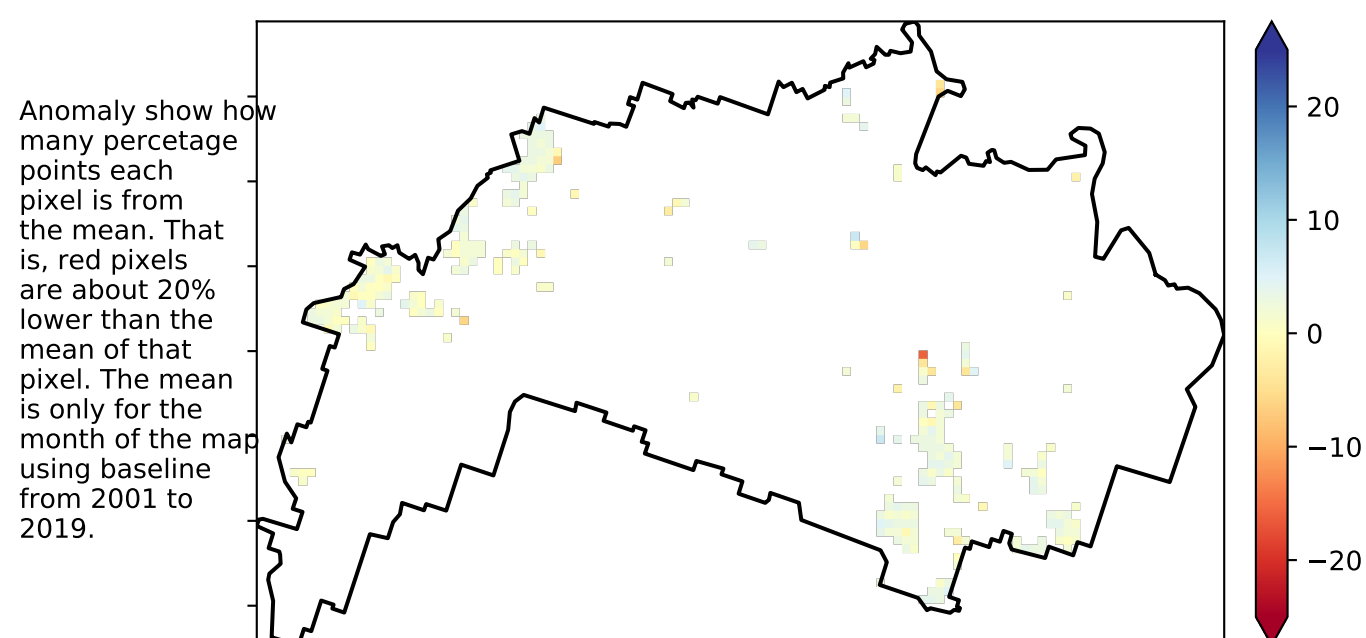 Anomaly show how
many percetage
points each
pixel is from
the mean. That
is, red pixels
are about 20%
lower than the
mean of that
pixel. The mean
is only for the
month of the map
using baseline
from 2001 to
2019.
20
10
0
−10
−20